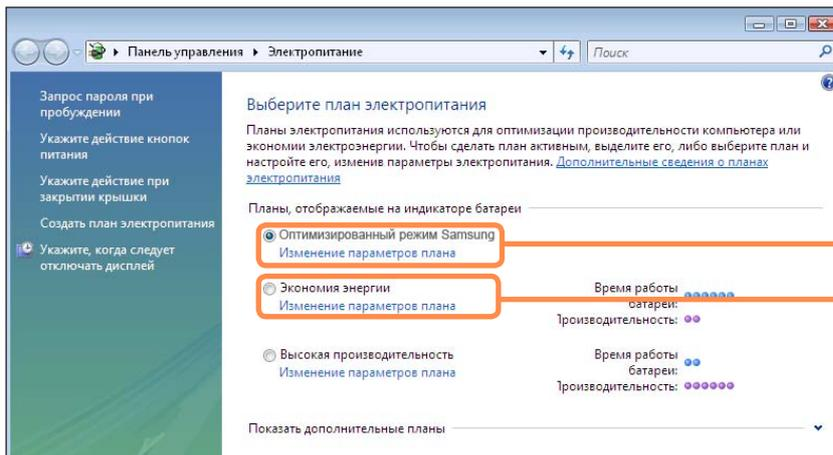 Панель управления ▸ Электропитание
Поиск
Запрос пароля при
пробуждении
Укажите действие кнопок
питания
Укажите действие при
закрытии крышки
Создать план электропитания
Укажите, когда следует
отключать дисплей
Выберите план электропитания
Планы электропитания используются для оптимизации производительности компьютера или
экономии электроэнергии. Чтобы сделать план активным, выделите его, либо выберите план и
настройте его, изменив параметры электропитания. Дополнительные сведения о планах
электропитания
Планы, отображаемые на индикаторе батареи
Оптимизированный режим Samsung
Изменение параметров плана
Экономия энергии
Изменение параметров плана
Время работы
батареи:
Производительность:
Высокая производительность
Изменение параметров плана
Время работы
батареи:
Производительность:
Показать дополнительные планы